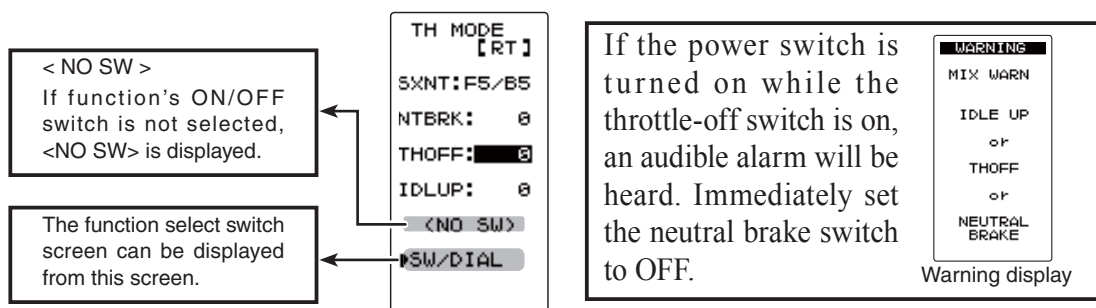 < NO SW >
If function's ON/OFF
switch is not selected,
<NO SW> is displayed.
The function select switch
screen can be displayed
from this screen.
TH MODE
[RT]
SXNT:F5/B5
NTBRK: 0
THOFF: 0
IDLUP: 0
(NO SW)
▶SW/DIAL
If the power switch is
turned on while the
throttle-off switch is on,
an audible alarm will be
heard. Immediately set
the neutral brake switch
to OFF.
WARNING
MIX WARN
IDLE UP
or
THOFF
or
NEUTRAL
BRAKE
Warning display